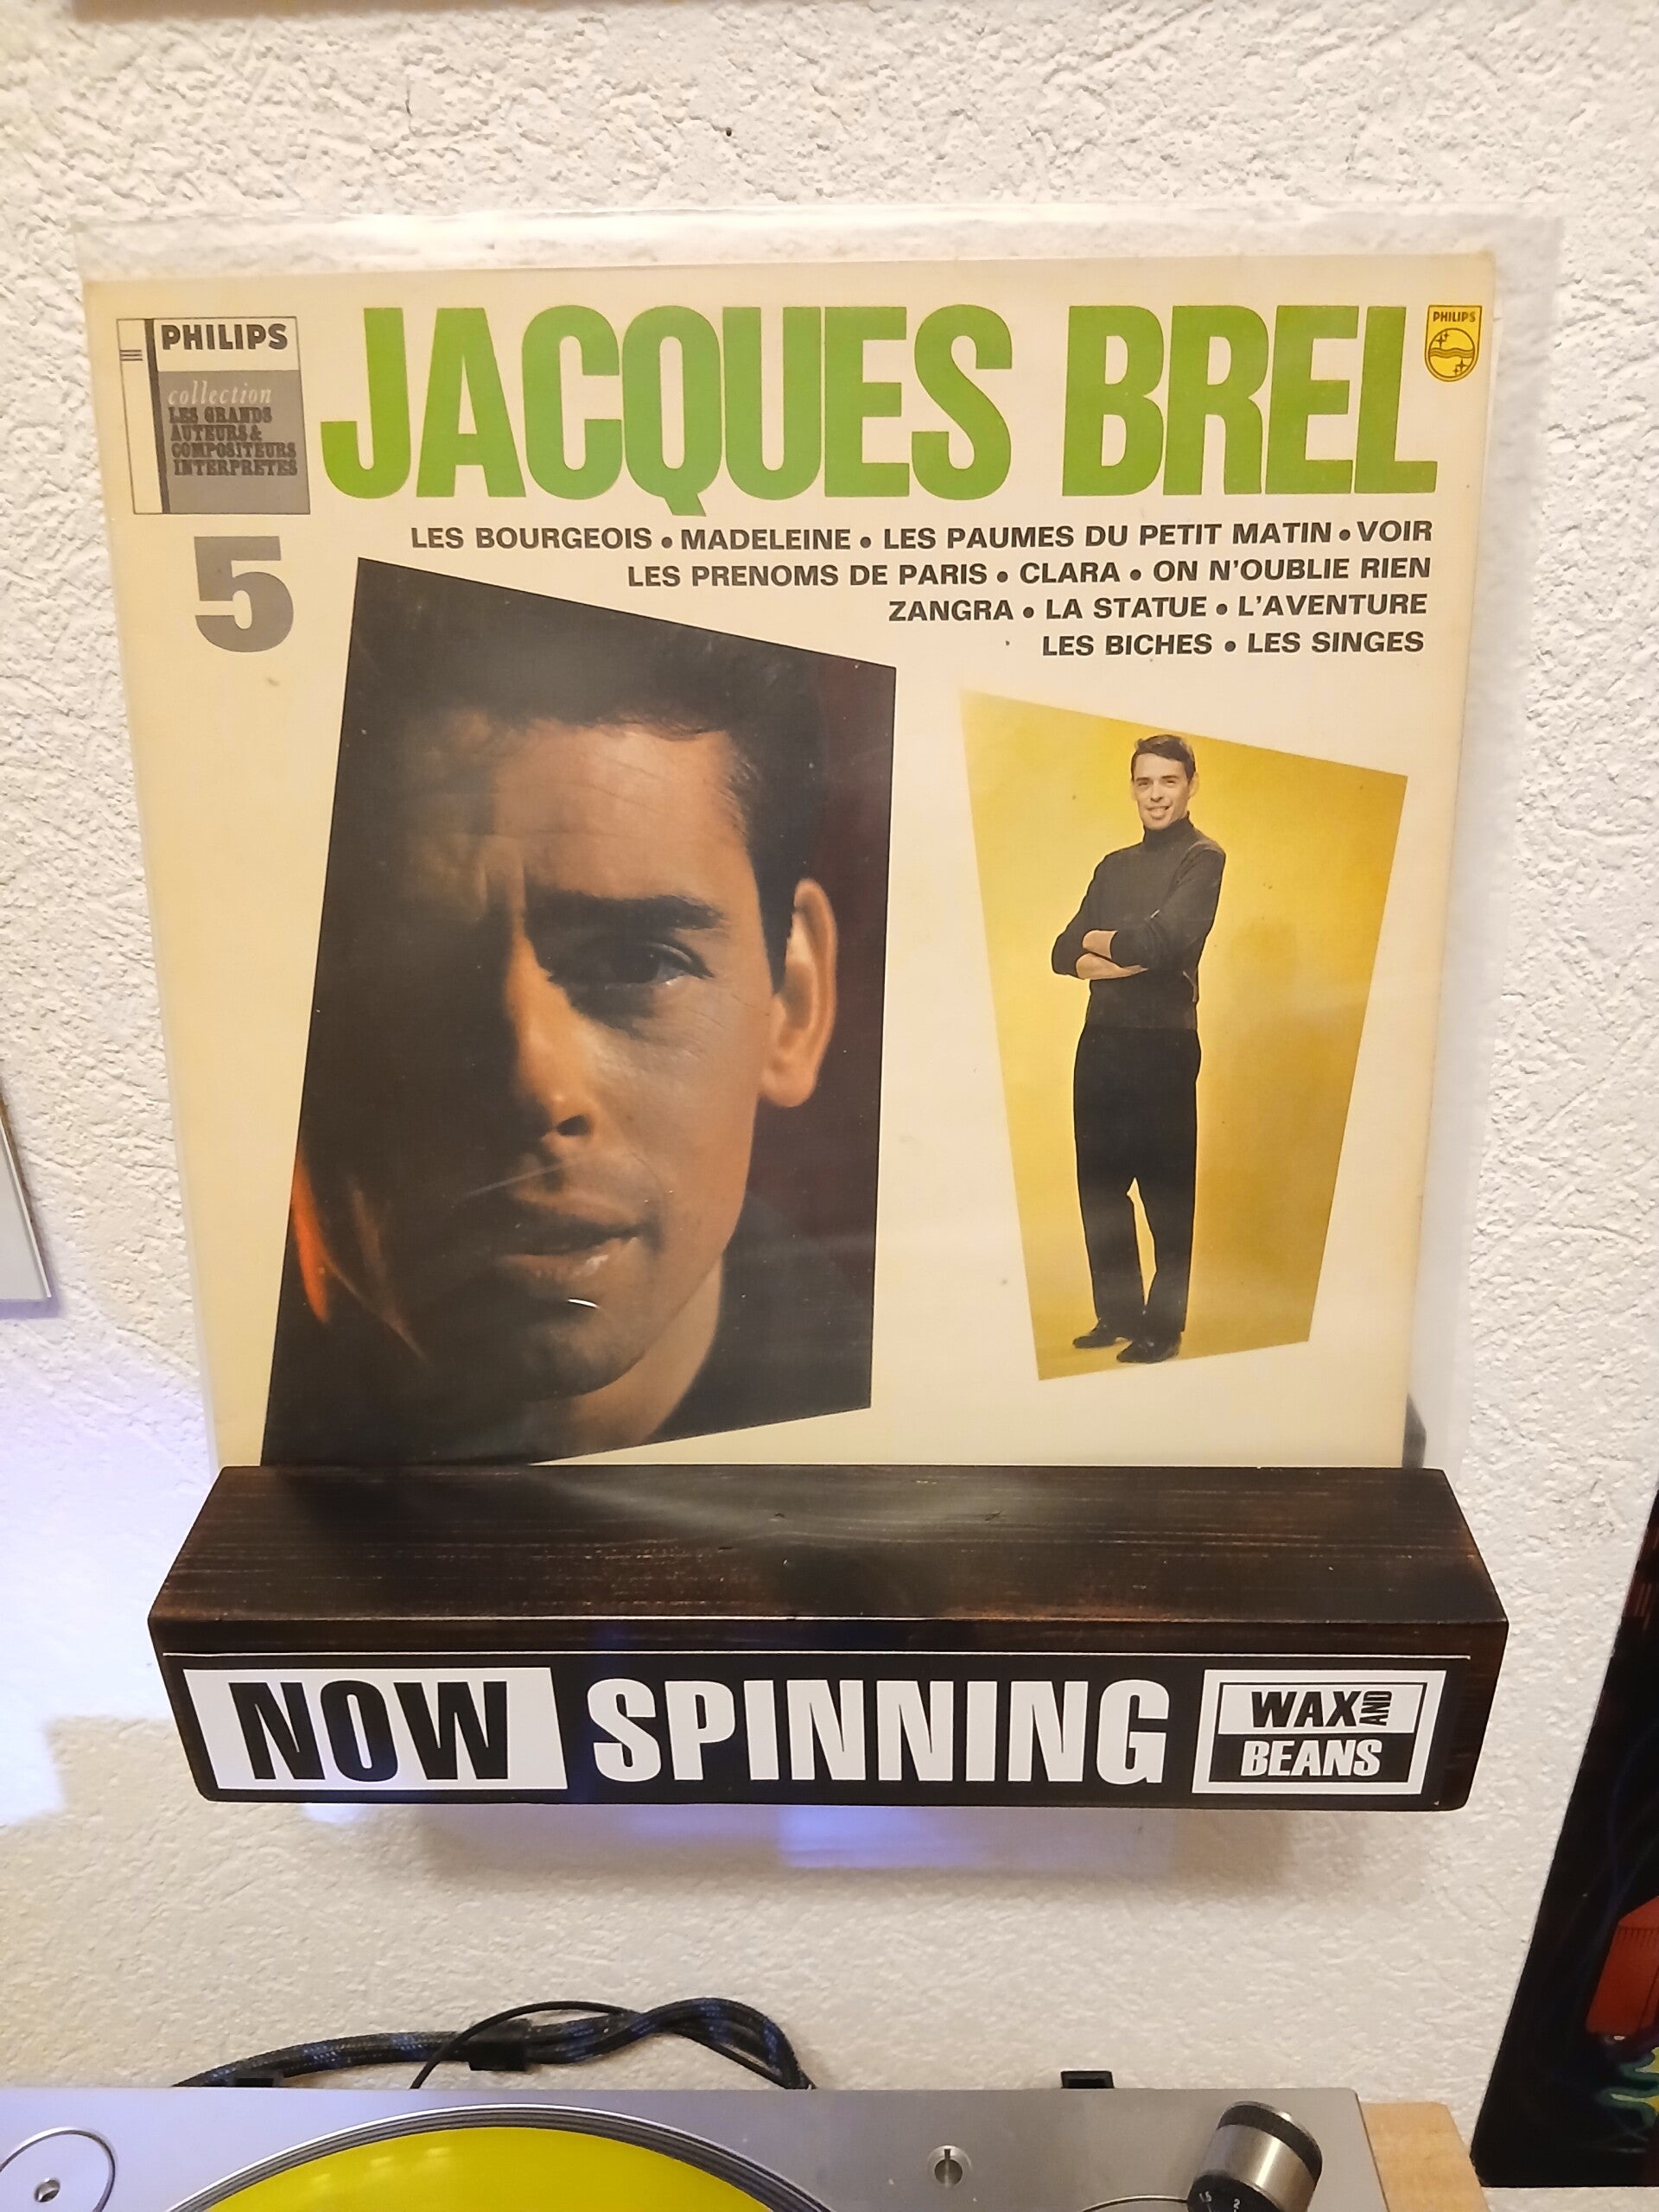 PHILIPS
collection
LES GRANDS
AUTEURS &
COMPOSITEURS
INTERPRETES
JACQUES BREL
PHILIPS
5
LES BOURGEOIS • MADELEINE • LES PAUMES DU PETIT MATIN • VOIR
LES PRENOMS DE PARIS • CLARA • ON N'OUBLIE RIEN
ZANGRA • LA STATUE • L'AVENTURE
LES BICHES • LES SINGES
NOW SPINNING
WAX AND
BEANS